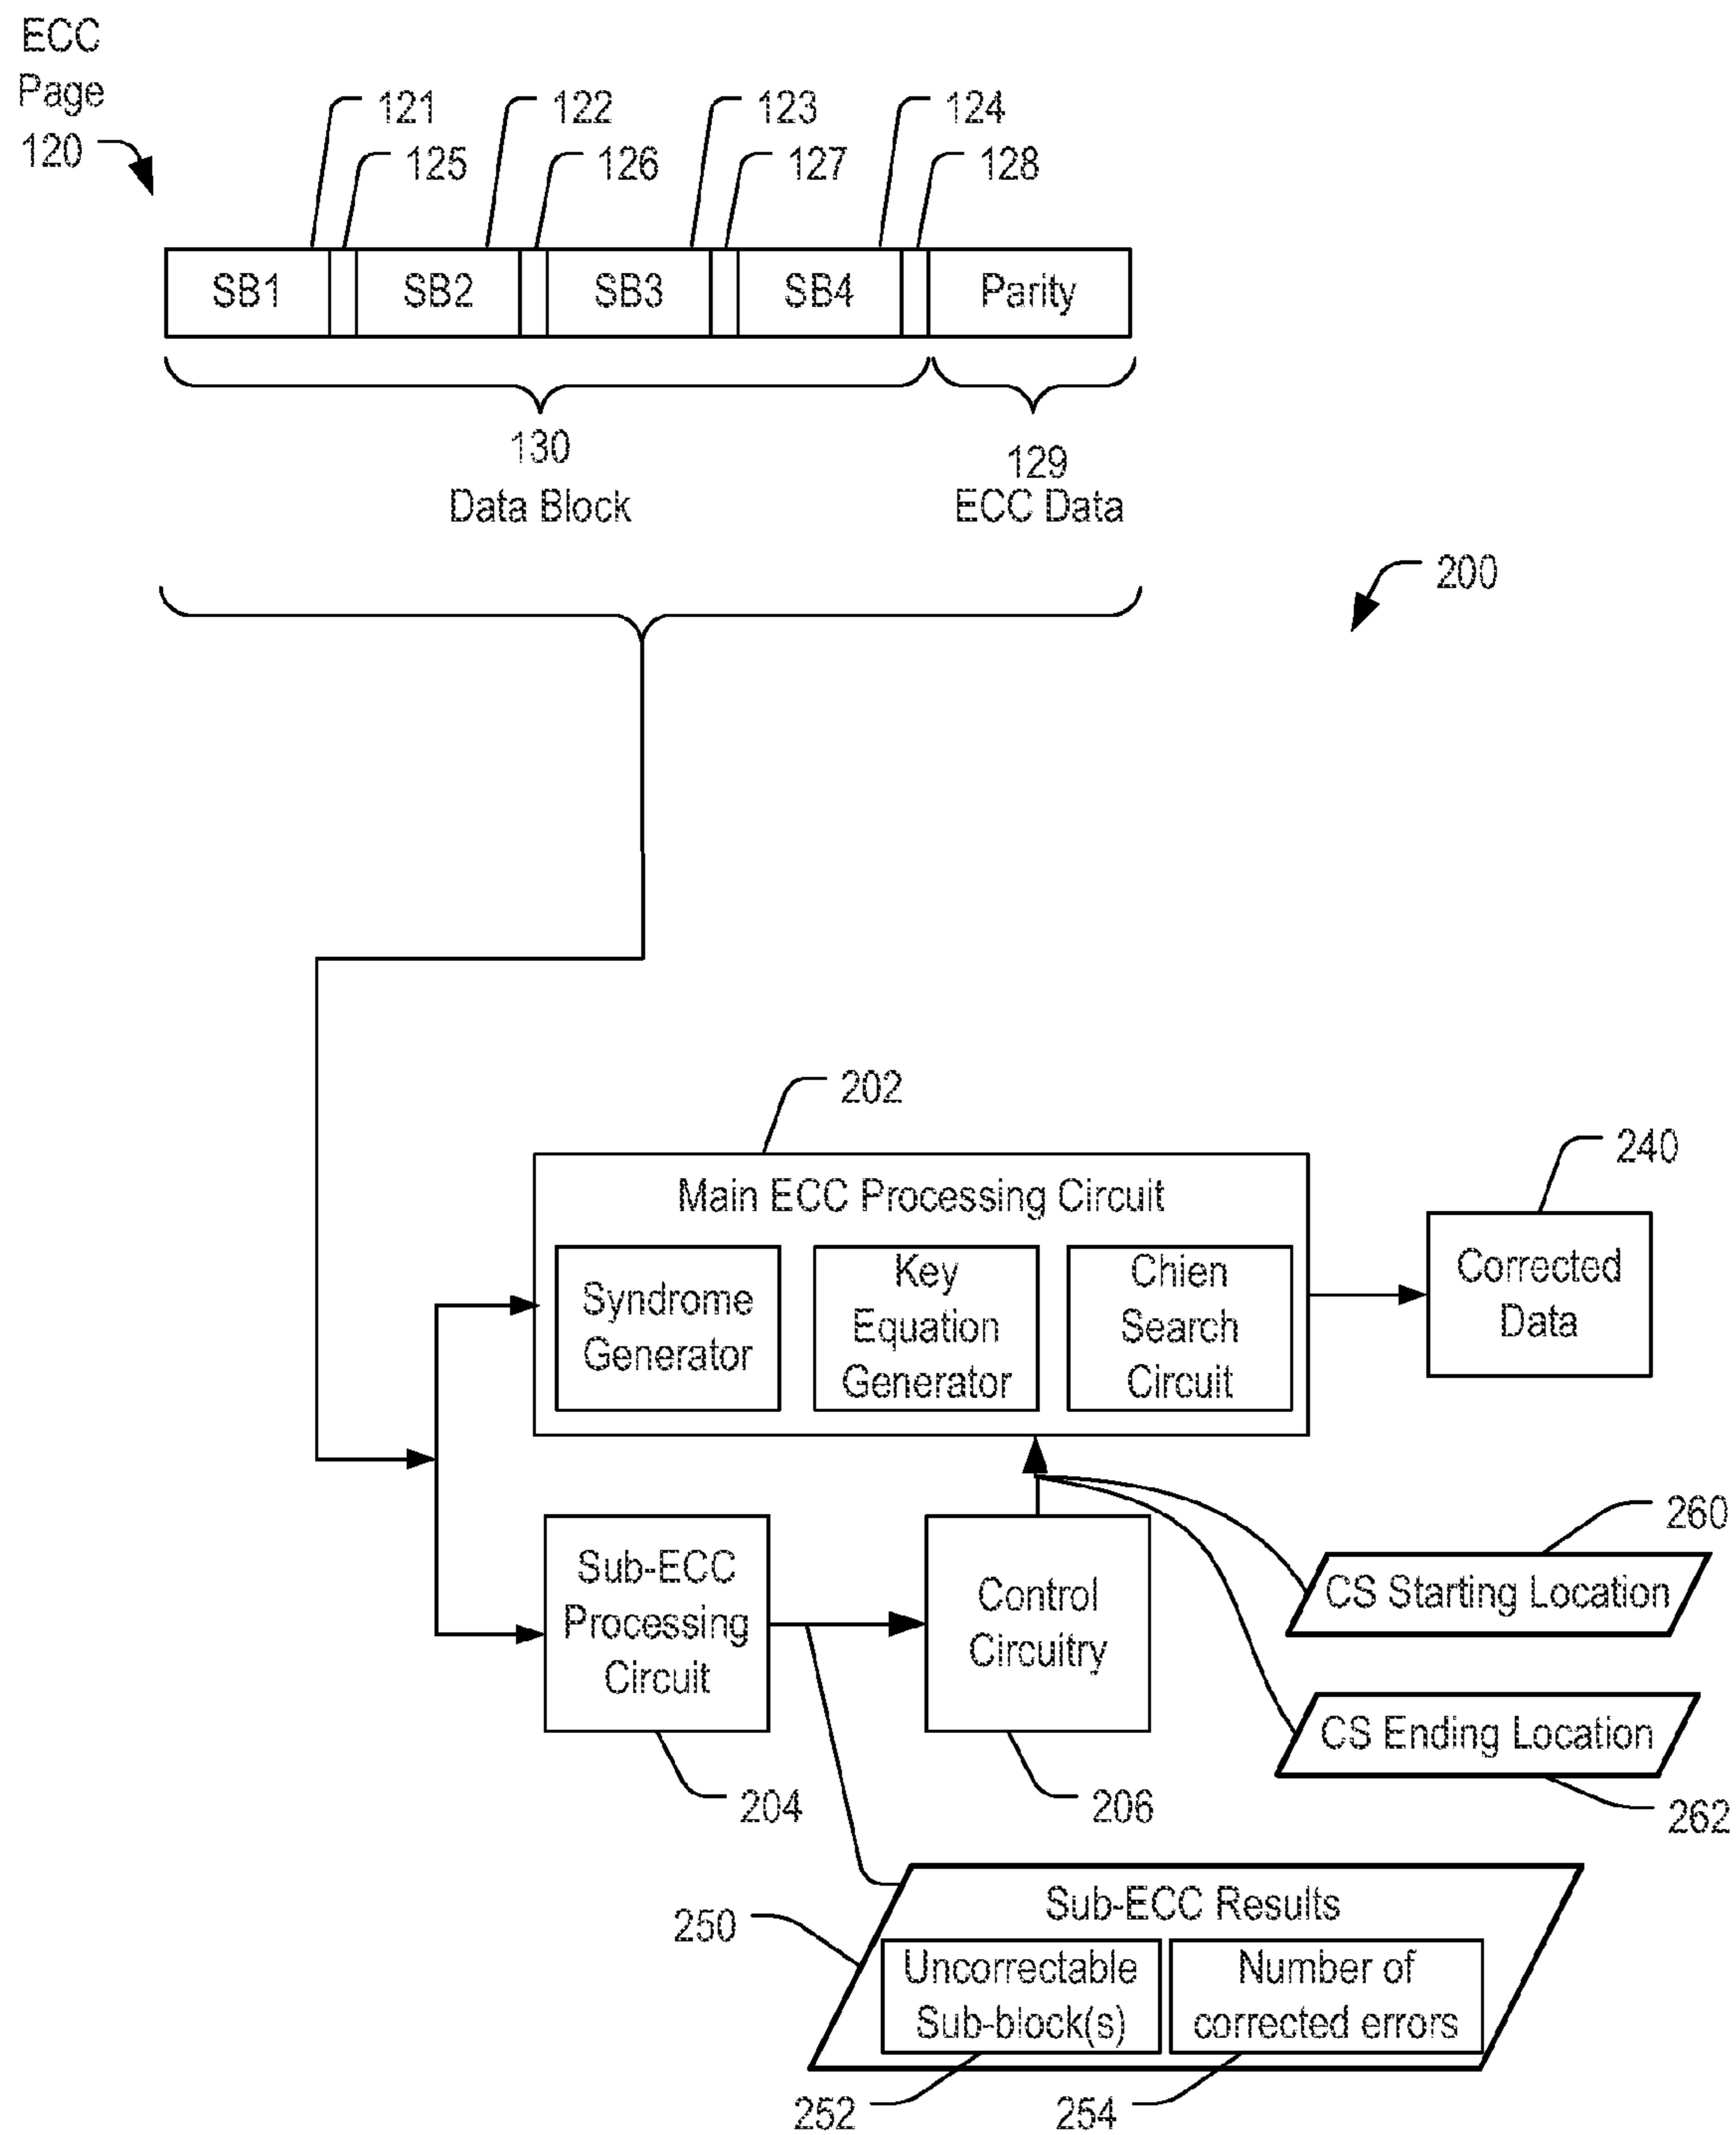 ECC
Page
120
121
122
123
124
125
126
127
128
SB1
SB2
SB3
SB4
Parity
130
Data Block
129
ECC Data
200
202
Main ECC Processing Circuit
Syndrome
Generator
Key
Equation
Generator
Chien
Search
Circuit
240
Corrected
Data
Sub-ECC
Processing
Circuit
204
Control
Circuitry
206
260
CS Starting Location
CS Ending Location
262
250
Sub-ECC Results
Uncorrectable
Sub-block(s)
Number of
corrected errors
252
254